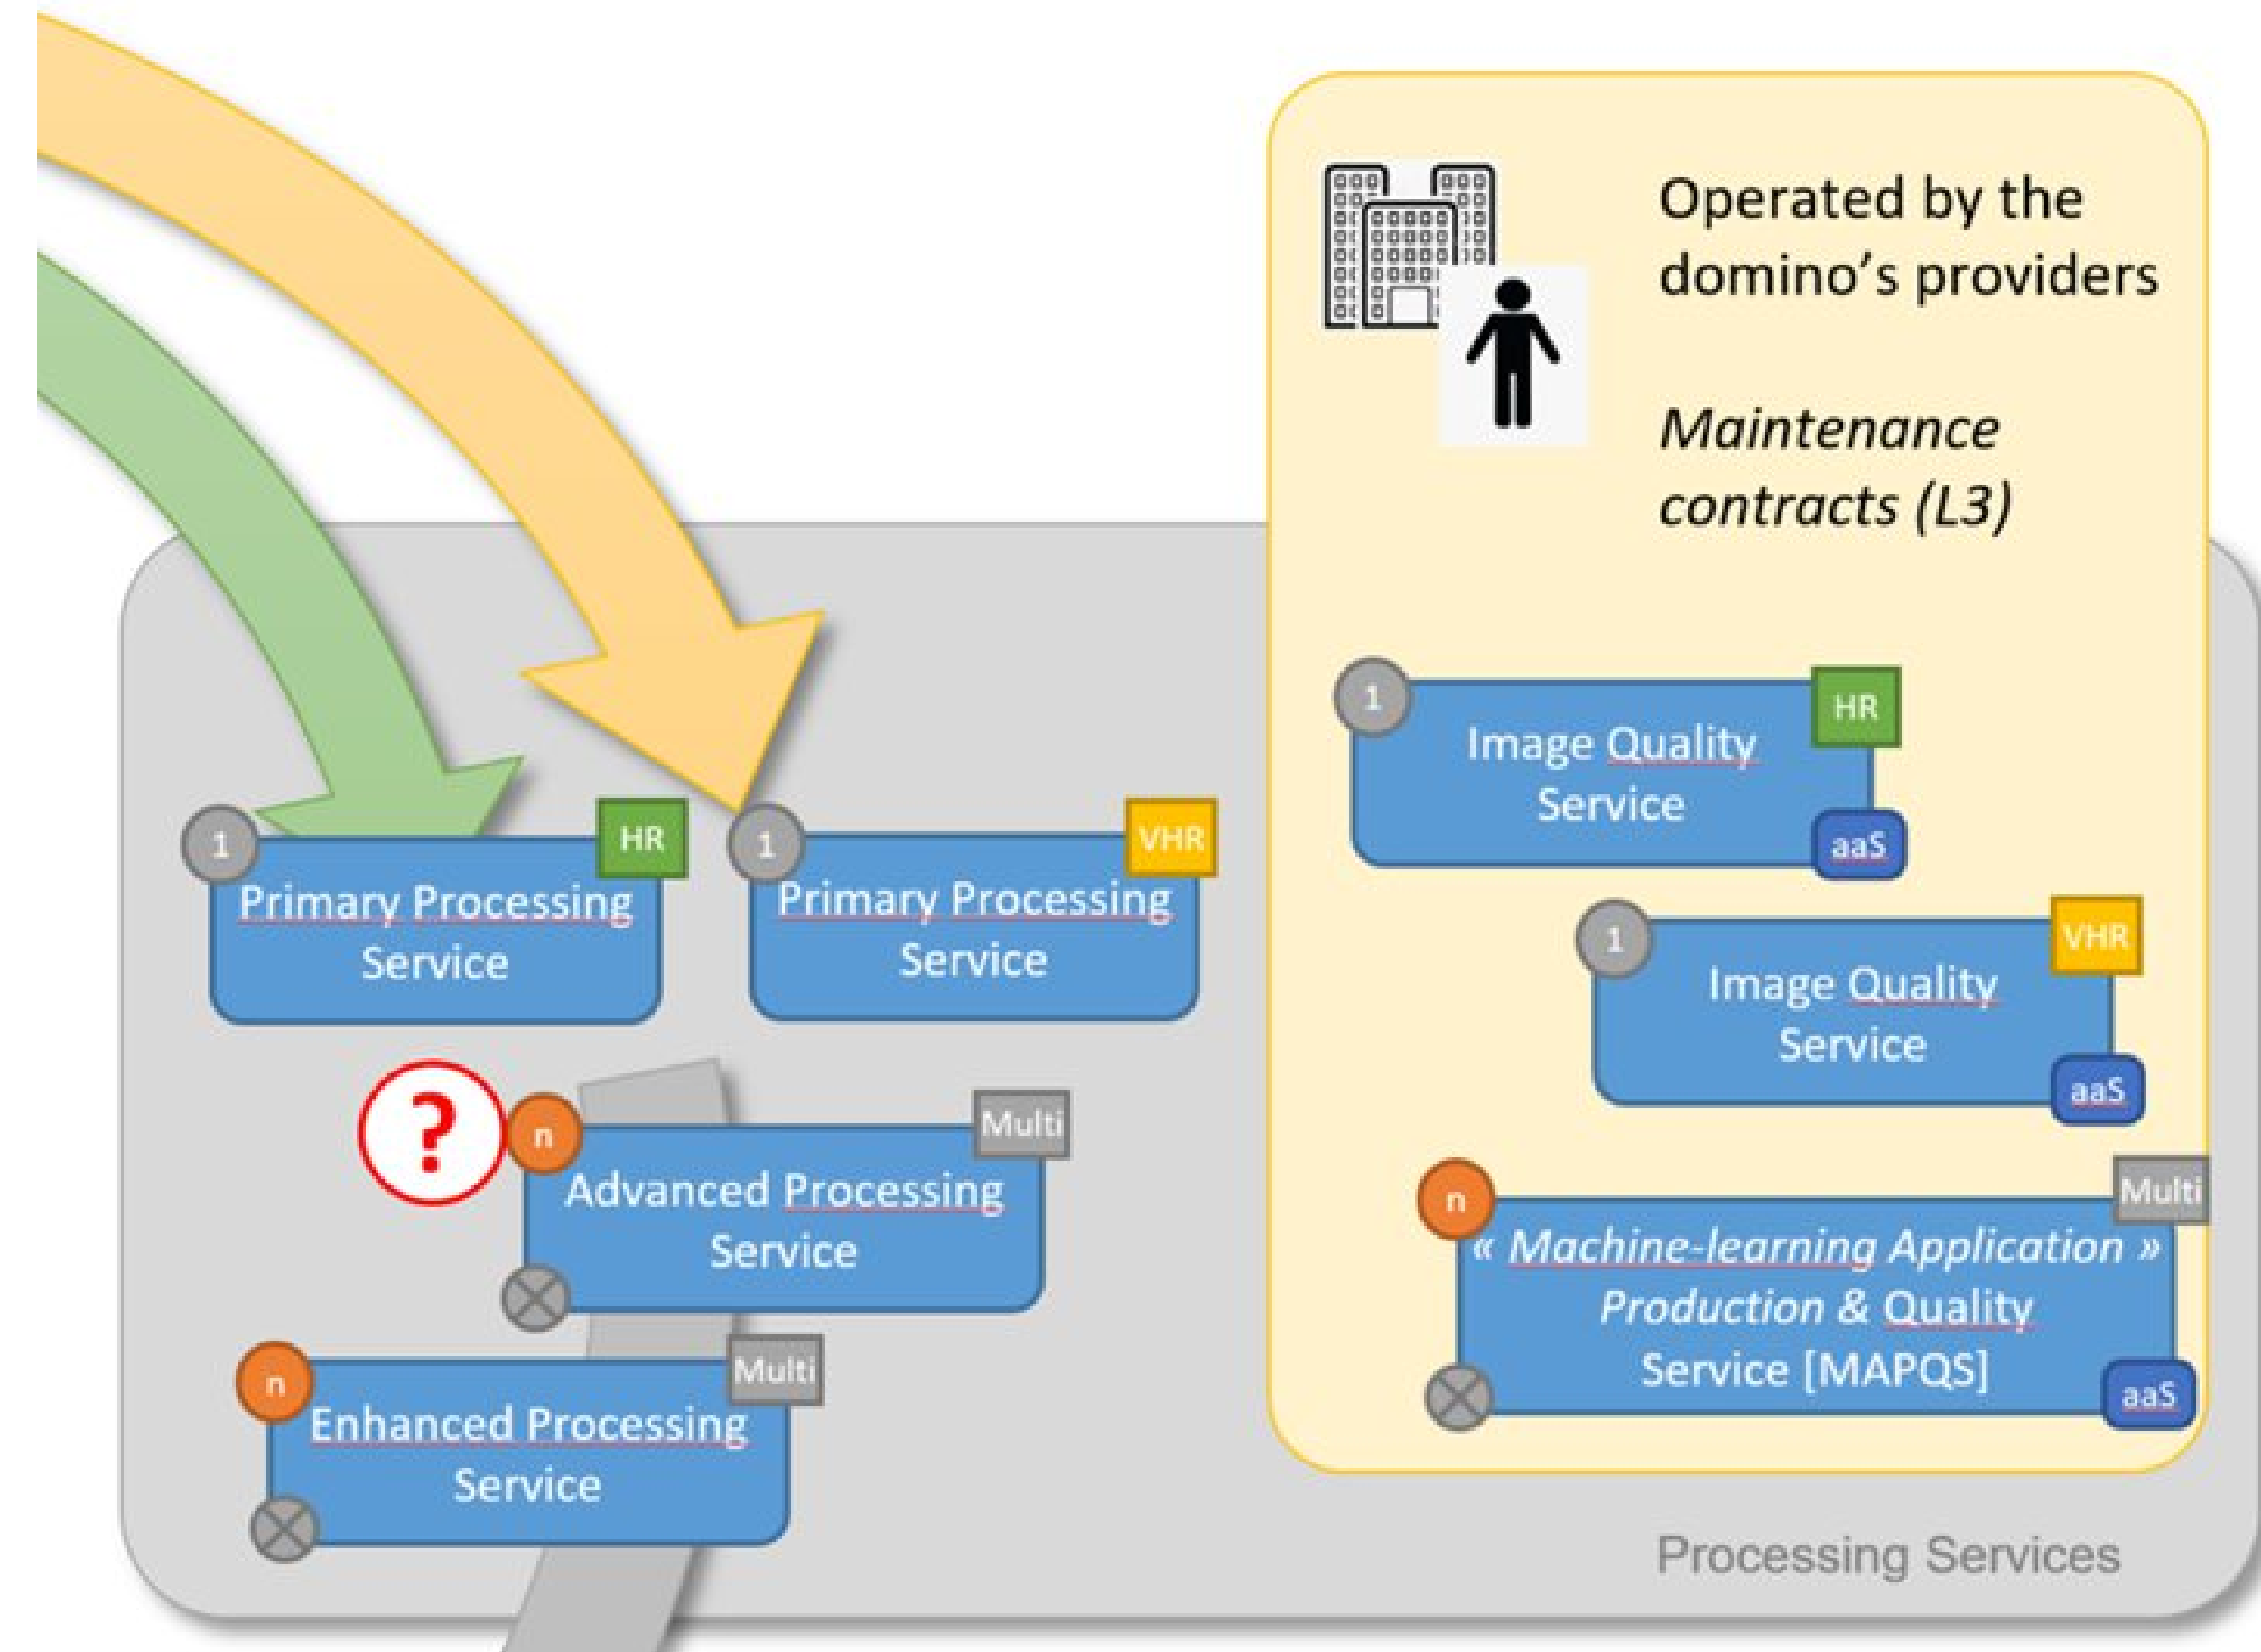 Operated by the
domino’s providers
Maintenance
contracts (L3)
1
HR
Image Quality
Service
aaS
1
VHR
Image Quality
Service
aaS
n
Multi
« Machine-learning Application »
Production & Quality
Service [MAPQS]
aaS
1
HR
Primary Processing
Service
1
VHR
Primary Processing
Service
?
n
Multi
Advanced Processing
Service
n
Multi
Enhanced Processing
Service
Processing Services